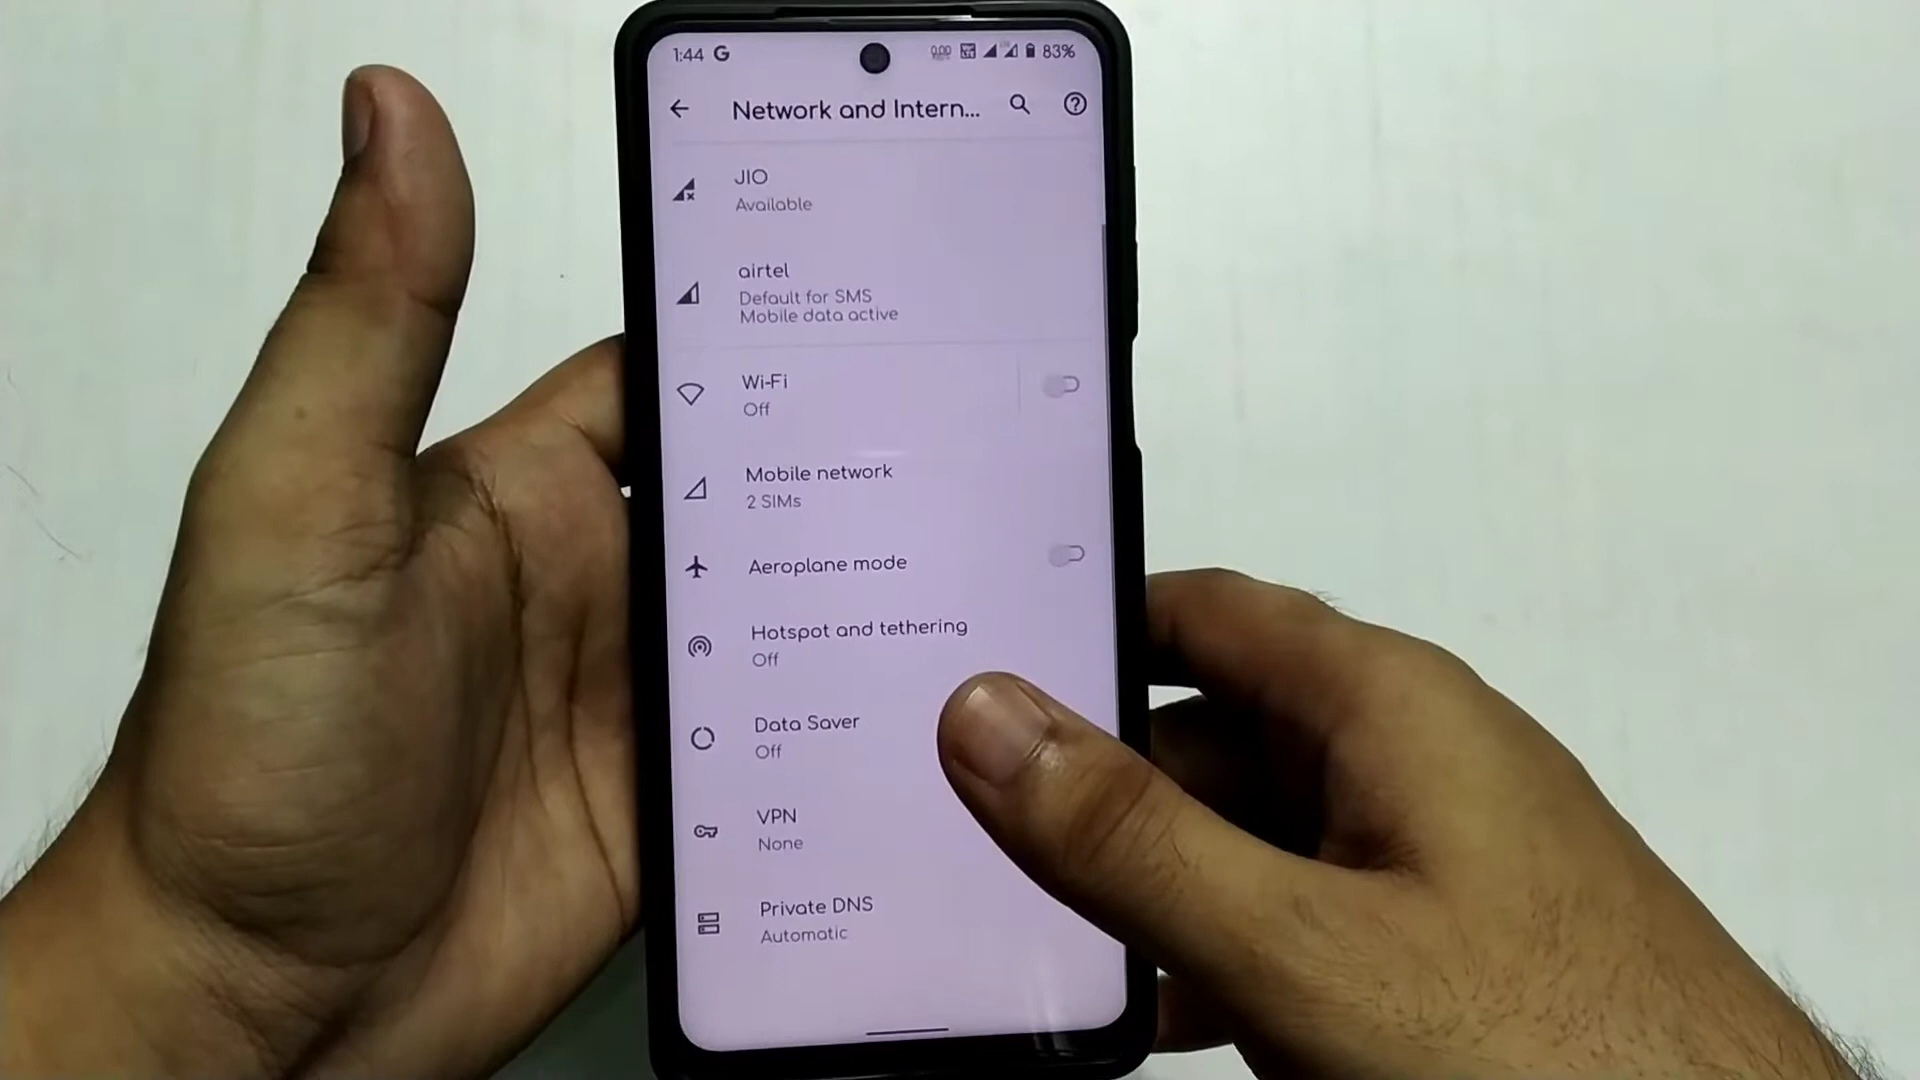 1:44 G
83%
Network and Intern...
JIO
Available
airtel
Default for SMS
Mobile data active
Wi-Fi
Off
Mobile network
2 SIMs
Aeroplane mode
Hotspot and tethering
Off
Data Saver
Off
VPN
None
Private DNS
Automatic